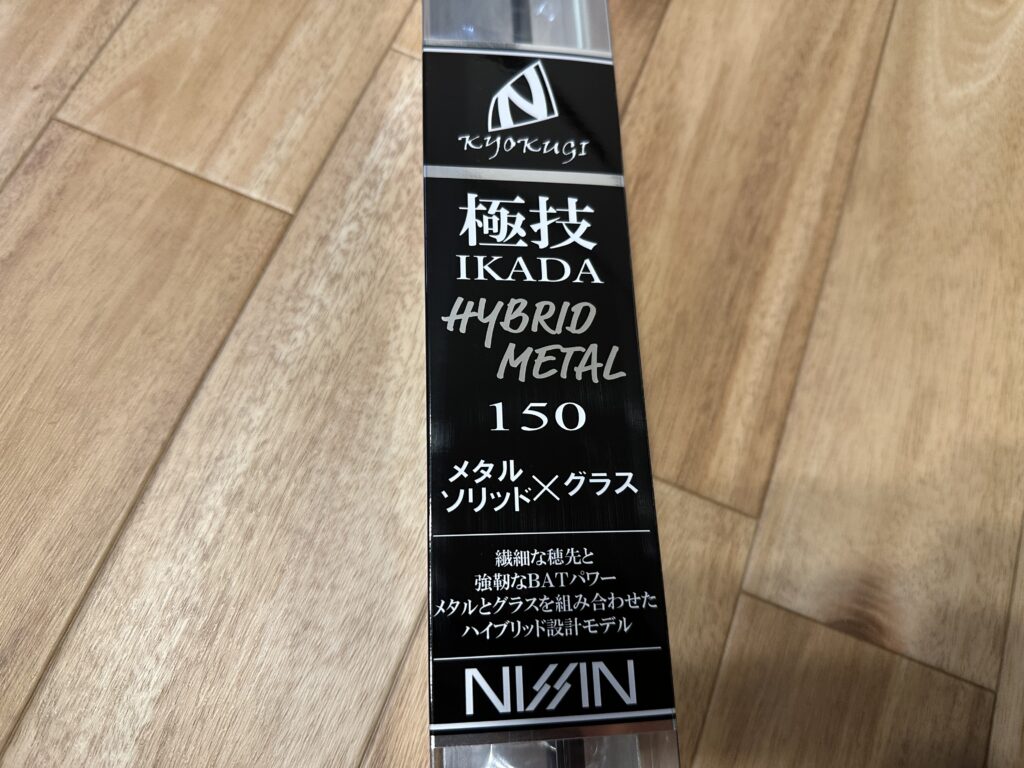 N
KYOKUGI
極技
IKADA
HYBRID
METAL
150
メタル
ソリッド×グラス
繊細な穂先と
強靭なBATパワー
メタルとグラスを組み合わせた
ハイブリッド設計モデル
NISSIN